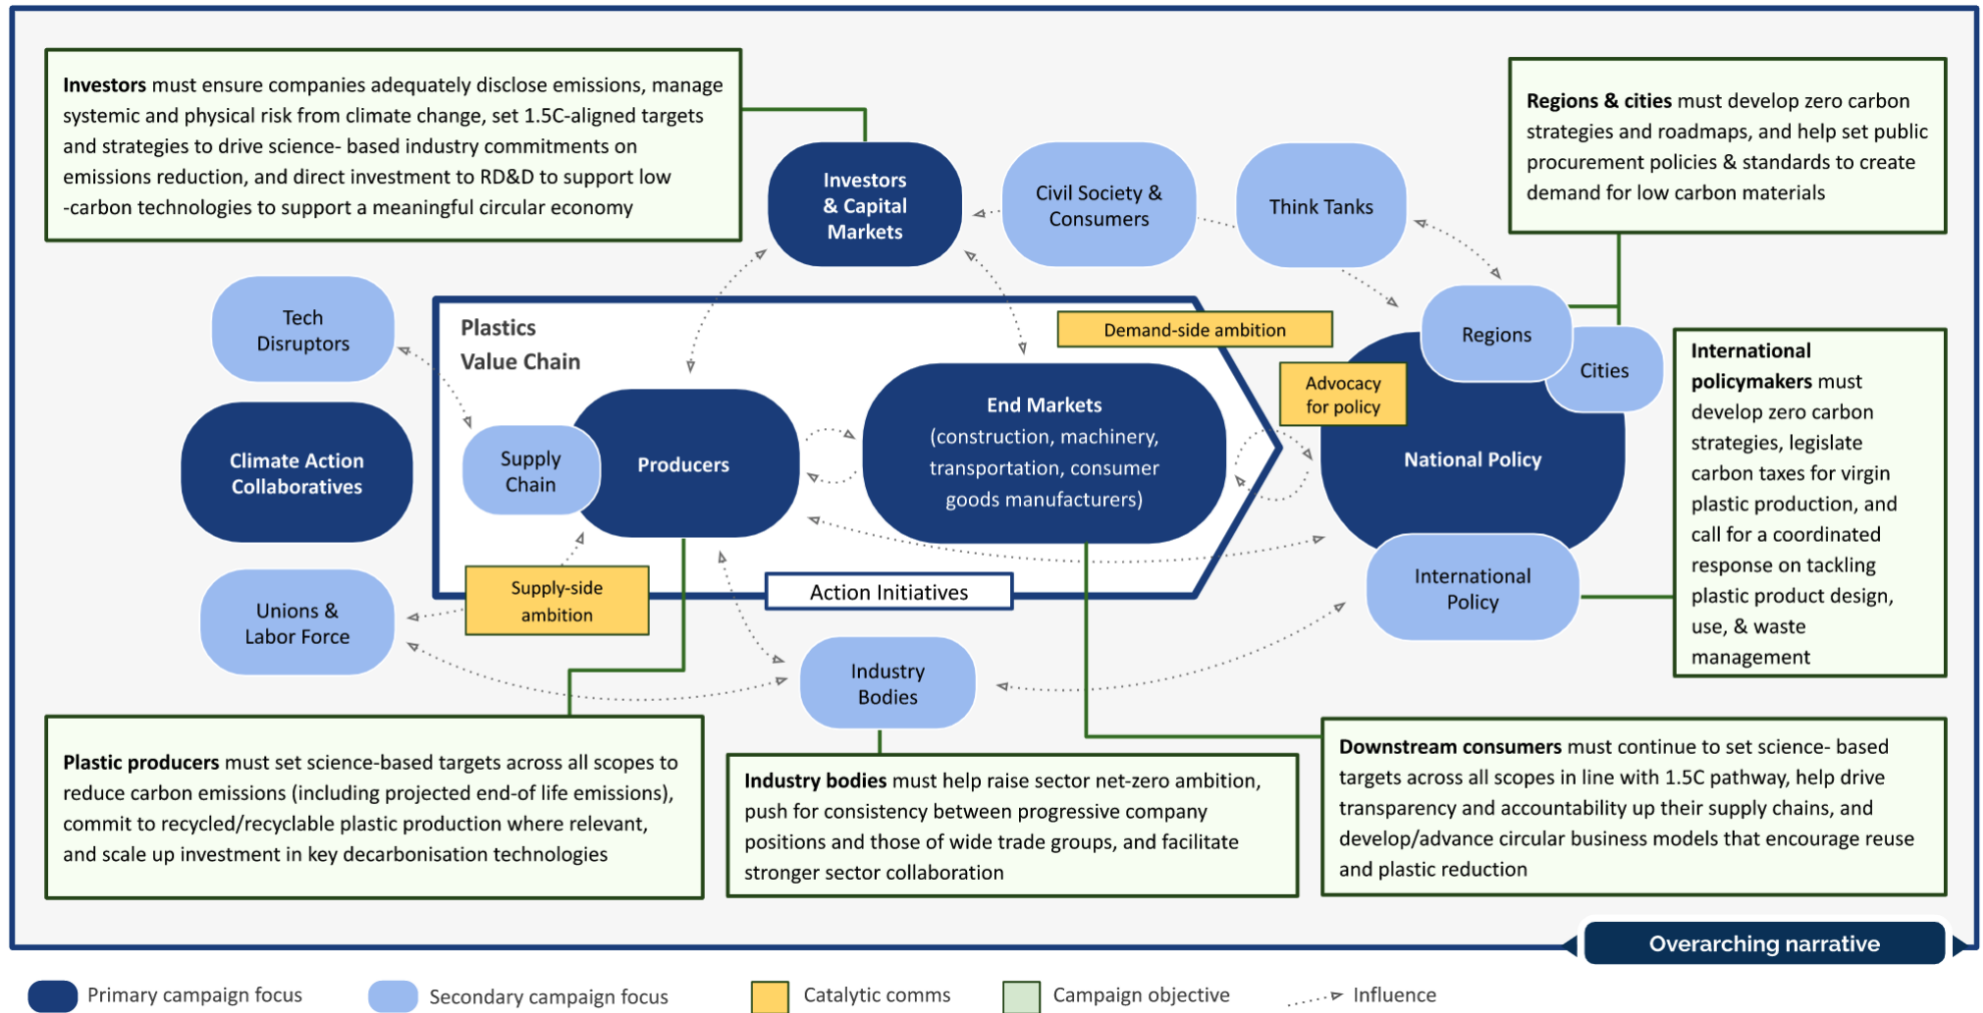 Investors must ensure companies adequately disclose emissions, manage
systemic and physical risk from climate change, set 1.5C-aligned targets
and strategies to drive science- based industry commitments on
emissions reduction, and direct investment to RD&D to support low
-carbon technologies to support a meaningful circular economy
Regions & cities must develop zero carbon
strategies and roadmaps, and help set public
procurement policies & standards to create
demand for low carbon materials
Investors
& Capital
Markets
Civil Society &
Consumers
Think Tanks
Tech
Disruptors
Plastics
Value Chain
Demand-side ambition
Regions
Cities
Advocacy
for policy
International
policymakers must
develop zero carbon
strategies, legislate
carbon taxes for virgin
plastic production, and
call for a coordinated
response on tackling
plastic product design,
use, & waste
management
Climate Action
Collaboratives
Supply
Chain
Producers
End Markets
(construction, machinery,
transportation, consumer
goods manufacturers)
National Policy
Supply-side
ambition
Action Initiatives
International
Policy
Unions &
Labor Force
Industry
Bodies
Plastic producers must set science-based targets across all scopes to
reduce carbon emissions (including projected end-of life emissions),
commit to recycled/recyclable plastic production where relevant,
and scale up investment in key decarbonisation technologies
Industry bodies must help raise sector net-zero ambition,
push for consistency between progressive company
positions and those of wide trade groups, and facilitate
stronger sector collaboration
Downstream consumers must continue to set science- based
targets across all scopes in line with 1.5C pathway, help drive
transparency and accountability up their supply chains, and
develop/advance circular business models that encourage reuse
and plastic reduction
Overarching narrative
Primary campaign focus
Secondary campaign focus
Catalytic comms
Campaign objective
Influence